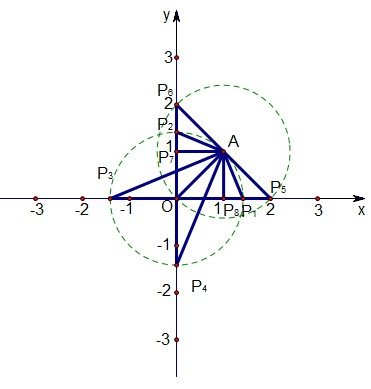 y
3
P₆
2
P₂
1 A
P₇
P₃
P₅
-3 -2 -1 O 1 P₈ P₁ 2 3 x
-1
P₄
-2
-3